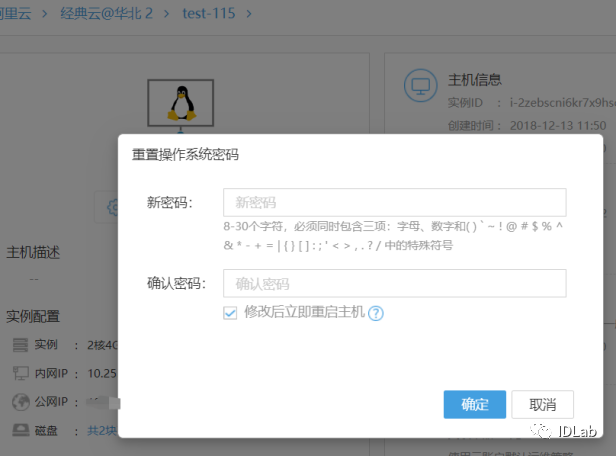 阿里云 > 经典云@华北 2 > test-115 >
主机信息
实例ID : i-2zebscni6kr7x9hs
创建时间 : 2018-12-13 11:50
重置操作系统密码
新密码: 新密码
8-30个字符，必须同时包含三项：字母、数字和( ) ` ~ ! @ # $ % ^
& * - + = | { } [ ] : ; ' < > , . ? / 中的特殊符号
确认密码: 确认密码
修改后立即重启主机 ?
确定 取消
主机描述
--
实例配置
实例 : 2核4G
内网IP : 10.25
公网IP :
磁盘 : 共2块
IDLab